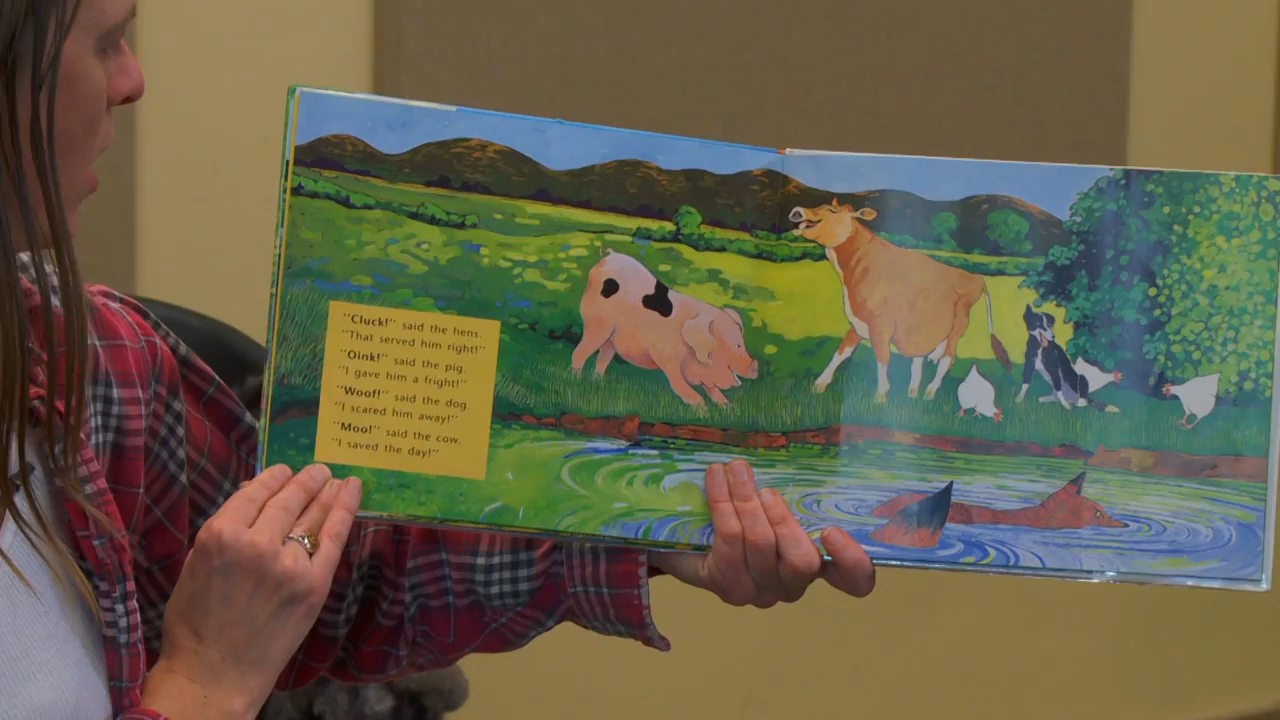 "Cluck!" said the hens.
"That served him right!"
"Oink!" said the pig.
"I gave him a fright!"
"Woof!" said the dog.
"I scared him away!"
"Moo!" said the cow.
"I saved the day!"